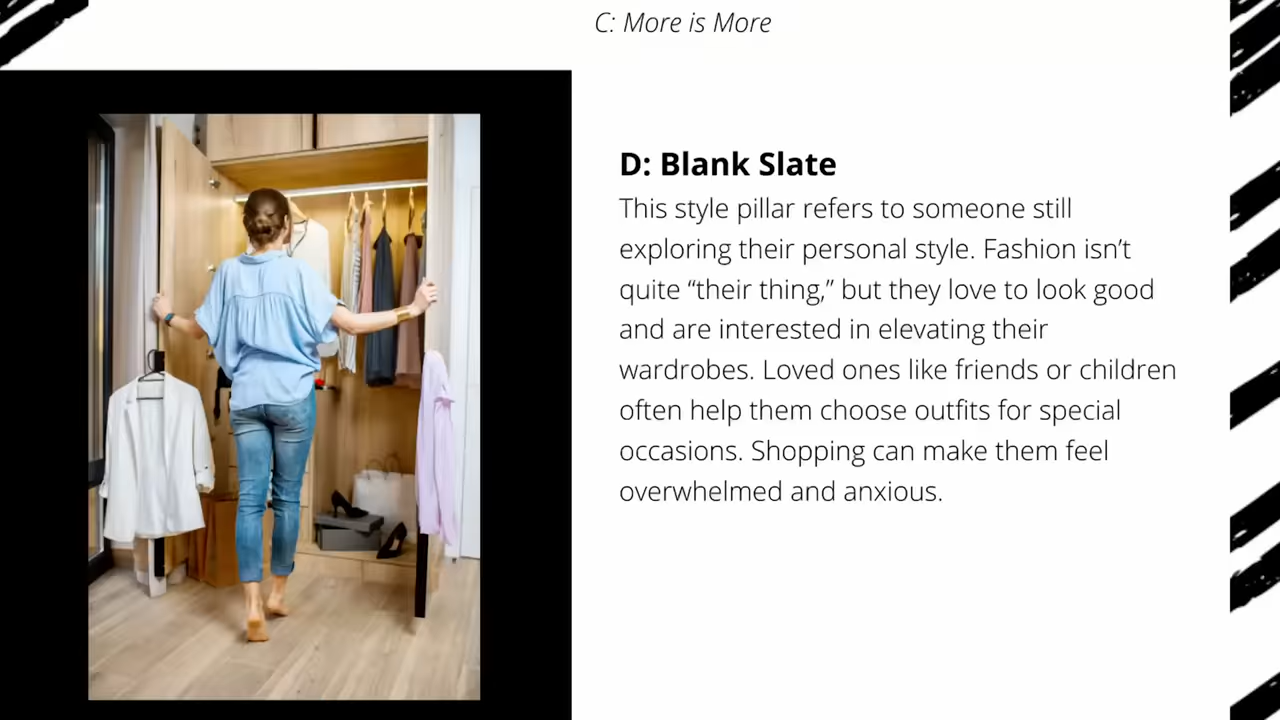 C: More is More
D: Blank Slate
This style pillar refers to someone still
exploring their personal style. Fashion isn’t
quite “their thing,” but they love to look good
and are interested in elevating their
wardrobes. Loved ones like friends or children
often help them choose outfits for special
occasions. Shopping can make them feel
overwhelmed and anxious.